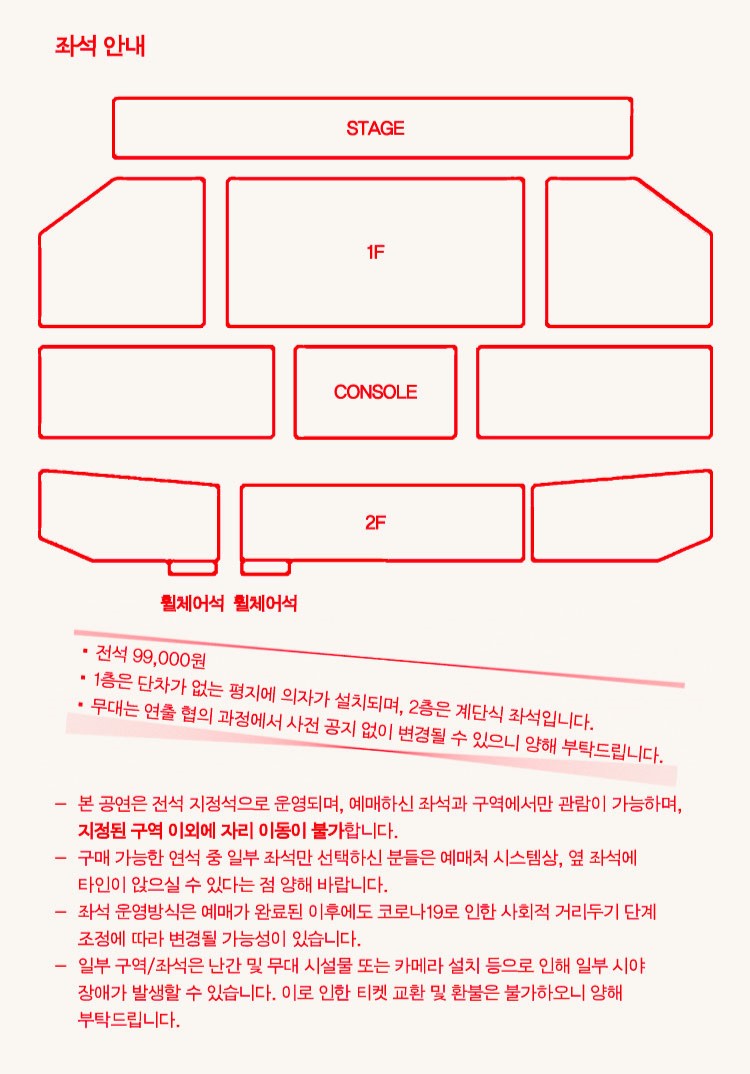 좌석 안내
STAGE
1F
CONSOLE
2F
휠체어석 휠체어석
▪ 전석 99,000원
▪ 1층은 단차가 없는 평지에 의자가 설치되며, 2층은 계단식 좌석입니다.
▪ 무대는 연출 협의 과정에서 사전 공지 없이 변경될 수 있으니 양해 부탁드립니다.
– 본 공연은 전석 지정석으로 운영되며, 예매하신 좌석과 구역에서만 관람이 가능하며,
지정된 구역 이외에 자리 이동이 불가합니다.
– 구매 가능한 연석 중 일부 좌석만 선택하신 분들은 예매처 시스템상, 옆 좌석에
타인이 앉으실 수 있다는 점 양해 바랍니다.
– 좌석 운영방식은 예매가 완료된 이후에도 코로나19로 인한 사회적 거리두기 단계
조정에 따라 변경될 가능성이 있습니다.
– 일부 구역/좌석은 난간 및 무대 시설물 또는 카메라 설치 등으로 인해 일부 시야
장애가 발생할 수 있습니다. 이로 인한 티켓 교환 및 환불은 불가하오니 양해
부탁드립니다.